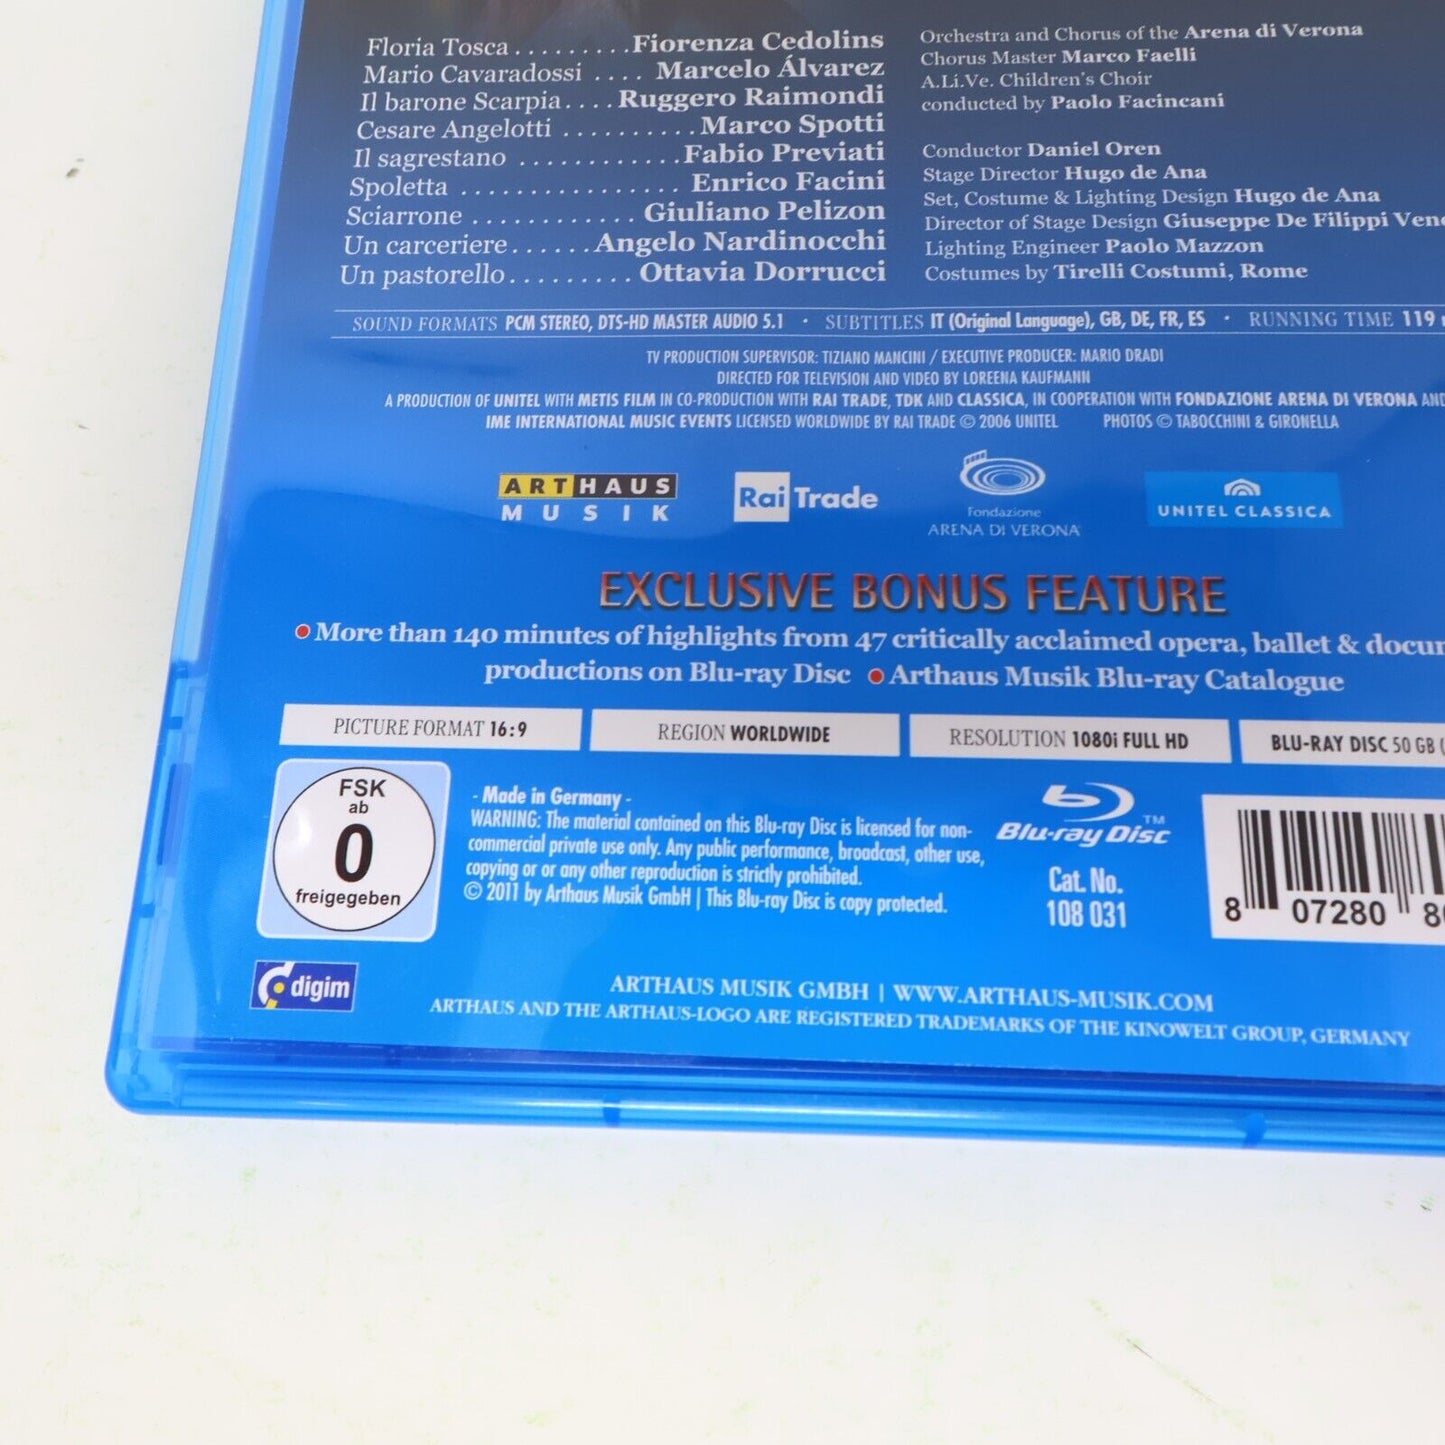 Floria Tosca . . . . . . . . . Fiorenza Cedolins
Mario Cavaradossi . . . . Marcelo Álvarez
Il barone Scarpia . . . . Ruggero Raimondi
Cesare Angelotti . . . . . . . . . . Marco Spotti
Il sagrestano . . . . . . . . . . . . Fabio Previati
Spoletta . . . . . . . . . . . . . . . . Enrico Facini
Sciarrone . . . . . . . . . . . . Giuliano Pelizon
Un carceriere . . . . . . Angelo Nardinocchi
Un pastorello . . . . . . . . . Ottavia Dorrucci
Orchestra and Chorus of the Arena di Verona
Chorus Master Marco Faelli
A.Li.Ve. Children's Choir
conducted by Paolo Facincani
Conductor Daniel Oren
Stage Director Hugo de Ana
Set, Costume & Lighting Design Hugo de Ana
Director of Stage Design Giuseppe De Filippi
Lighting Engineer Paolo Mazzon
Costumes by Tirelli Costumi, Rome
SOUND FORMATS PCM STEREO, DTS-HD MASTER AUDIO 5.1 · SUBTITLES IT (Original Language), GB, DE, FR, ES · RUNNING TIME 119
TV PRODUCTION SUPERVISOR: TIZIANO MANCINI / EXECUTIVE PRODUCER: MARIO DRADI
DIRECTED FOR TELEVISION AND VIDEO BY LOREENA KAUFMANN
A PRODUCTION OF UNITEL WITH METIS FILM IN CO-PRODUCTION WITH RAI TRADE, TDK AND CLASSICA, IN COOPERATION WITH FONDAZIONE ARENA DI VERONA AND
IME INTERNATIONAL MUSIC EVENTS LICENSED WORLDWIDE BY RAI TRADE © 2006 UNITEL PHOTOS © TABOCCHINI & GIRONELLA
ARTHAUS
MUSIK
Rai Trade
Fondazione
ARENA DI VERONA
UNITEL CLASSICA
EXCLUSIVE BONUS FEATURE
• More than 140 minutes of highlights from 47 critically acclaimed opera, ballet & docu
productions on Blu-ray Disc • Arthaus Musik Blu-ray Catalogue
PICTURE FORMAT 16:9
REGION WORLDWIDE
RESOLUTION 1080i FULL HD
BLU-RAY DISC 50 GB (
FSK
ab
0
freigegeben
- Made in Germany -
WARNING: The material contained on this Blu-ray Disc is licensed for non-
commercial private use only. Any public performance, broadcast, other use,
copying or or any other reproduction is strictly prohibited.
© 2011 by Arthaus Musik GmbH | This Blu-ray Disc is copy protected.
Blu-ray Disc™
Cat. No.
108 031
8 07280 8
digim
ARTHAUS MUSIK GMBH | WWW.ARTHAUS-MUSIK.COM
ARTHAUS AND THE ARTHAUS-LOGO ARE REGISTERED TRADEMARKS OF THE KINOWELT GROUP, GERMANY